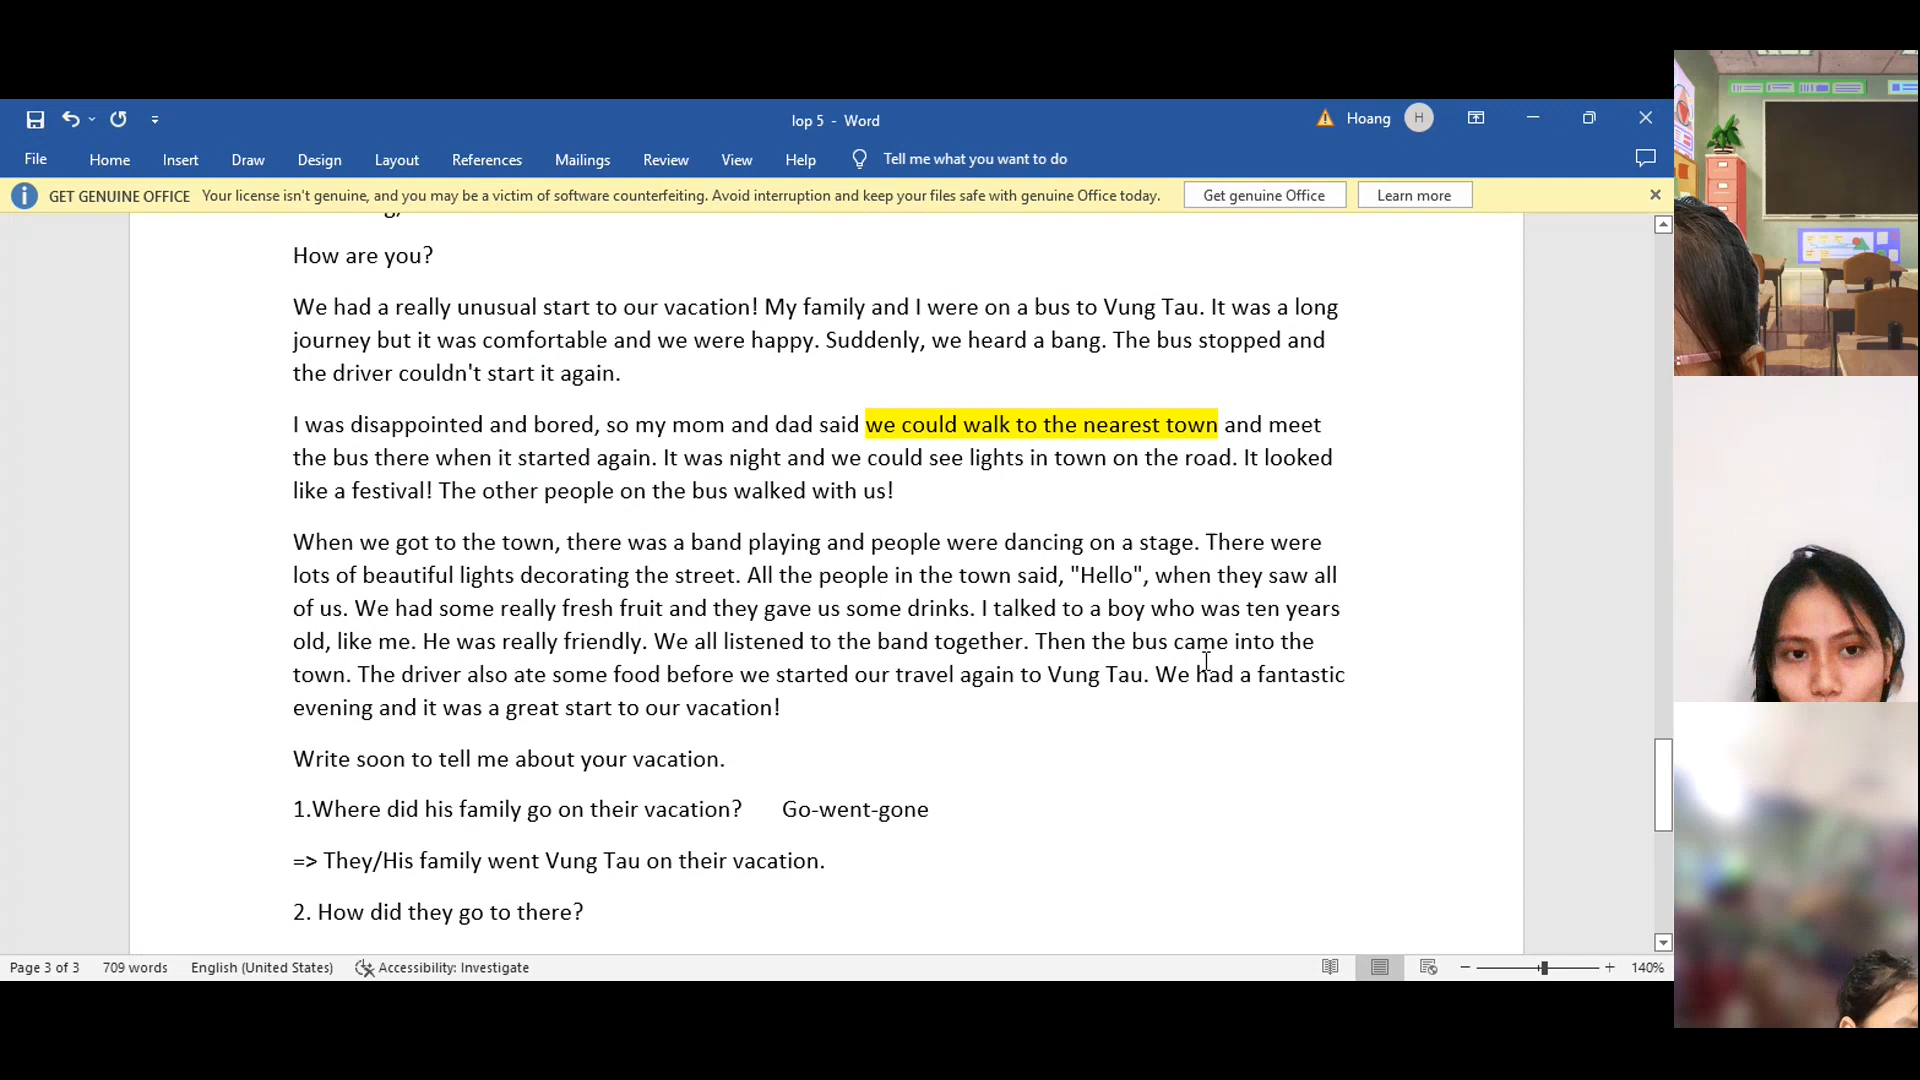 lop 5 - Word
Hoang
H
File Home Insert Draw Design Layout References Mailings Review View Help Tell me what you want to do
GET GENUINE OFFICE Your license isn't genuine, and you may be a victim of software counterfeiting. Avoid interruption and keep your files safe with genuine Office today. Get genuine Office Learn more
How are you?
We had a really unusual start to our vacation! My family and I were on a bus to Vung Tau. It was a long
journey but it was comfortable and we were happy. Suddenly, we heard a bang. The bus stopped and
the driver couldn't start it again.
I was disappointed and bored, so my mom and dad said we could walk to the nearest town and meet
the bus there when it started again. It was night and we could see lights in town on the road. It looked
like a festival! The other people on the bus walked with us!
When we got to the town, there was a band playing and people were dancing on a stage. There were
lots of beautiful lights decorating the street. All the people in the town said, "Hello", when they saw all
of us. We had some really fresh fruit and they gave us some drinks. I talked to a boy who was ten years
old, like me. He was really friendly. We all listened to the band together. Then the bus came into the
town. The driver also ate some food before we started our travel again to Vung Tau. We had a fantastic
evening and it was a great start to our vacation!
Write soon to tell me about your vacation.
1.Where did his family go on their vacation? Go-went-gone
=> They/His family went Vung Tau on their vacation.
2. How did they go to there?
Page 3 of 3 709 words English (United States) Accessibility: Investigate 140%